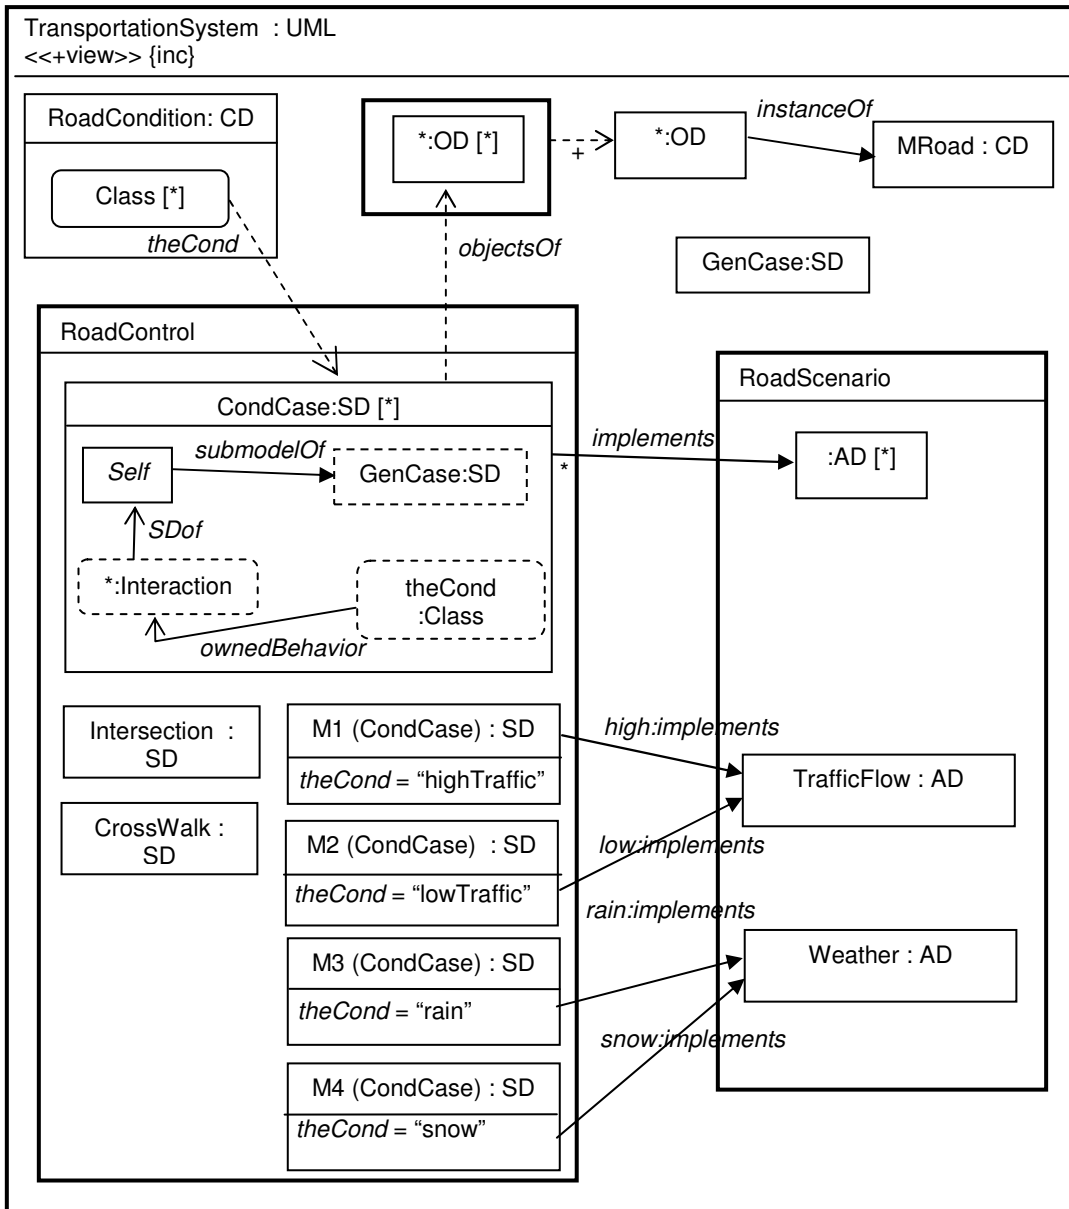 TransportationSystem : UML
<<+view>> {inc}
RoadCondition: CD
Class [*]
theCond
*:OD [*]
+
*:OD
instanceOf
MRoad : CD
objectsOf
GenCase:SD
RoadControl
CondCase:SD [*]
Self
submodelOf
GenCase:SD
SDof
*:Interaction
theCond
:Class
ownedBehavior
implements
*
RoadScenario
:AD [*]
Intersection :
SD
CrossWalk :
SD
M1 (CondCase) : SD
theCond = “highTraffic”
high:implements
TrafficFlow : AD
M2 (CondCase) : SD
theCond = “lowTraffic”
low:implements
rain:implements
M3 (CondCase) : SD
theCond = “rain”
Weather : AD
snow:implements
M4 (CondCase) : SD
theCond = “snow”